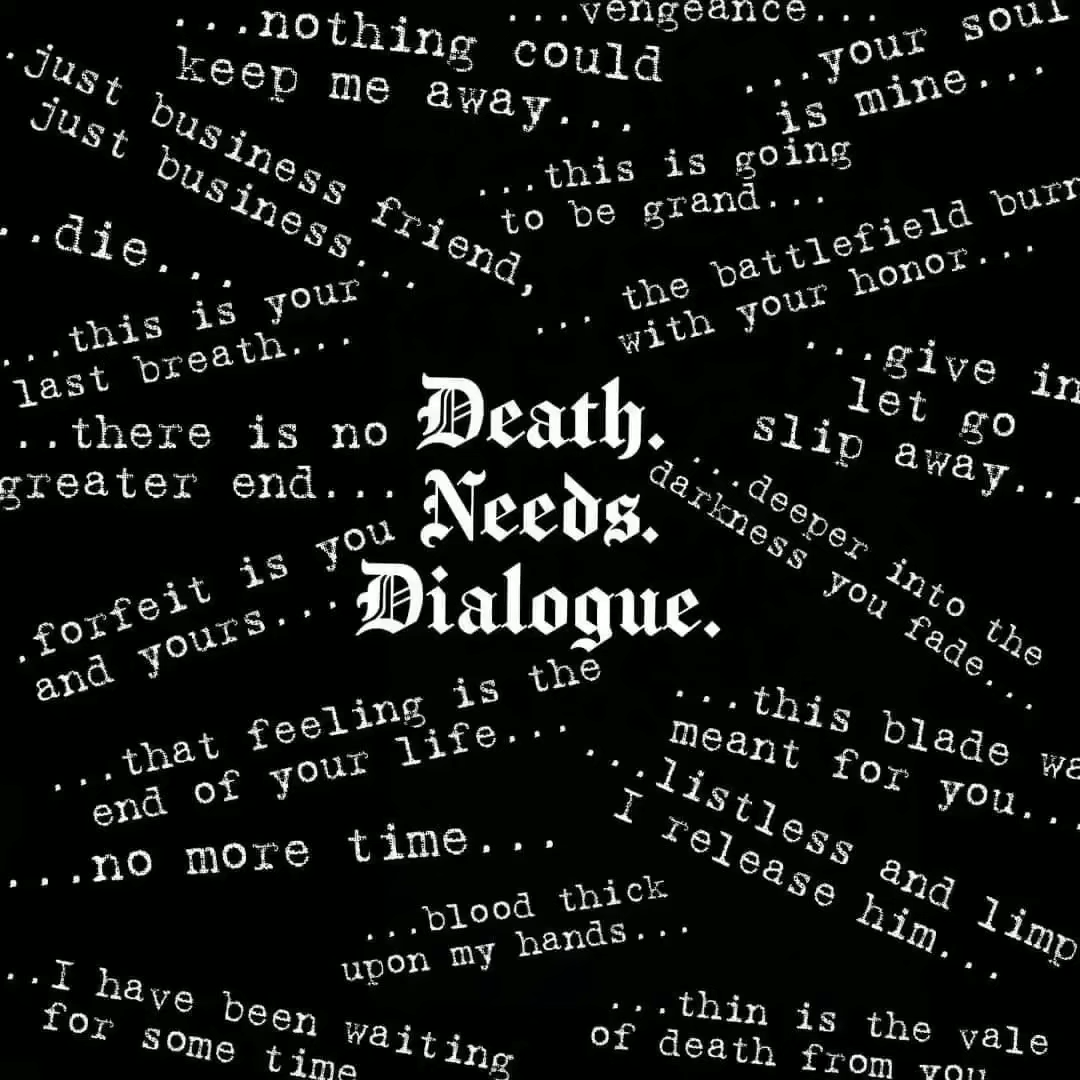 ...vengeance...
...nothing could
keep me away...
...your soul
is mine...
.just business friend,
just business...
...this is going
to be grand...
..die...
... the battlefield burn
with your honor...
...this is your
last breath...
...give in
let go
slip away...
..there is no
greater end...
Death.
Needs.
Dialogue.
...deeper into the
darkness you fade...
.forfeit is you
and yours...
...that feeling is the
end of your life...
...this blade wa
meant for you...
...listless and limp
I release him...
...no more time...
...blood thick
upon my hands...
..I have been waiting
for some time
...thin is the vale
of death from you